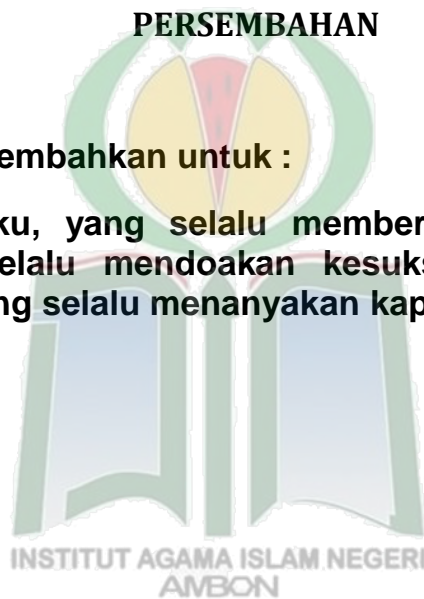 PERSEMBAHAN
embahkan untuk :
ku, yang selalu member
elalu mendoakan kesuks
ng selalu menanyakan kap
INSTITUT AGAMA ISLAM NEGERI
AMBON